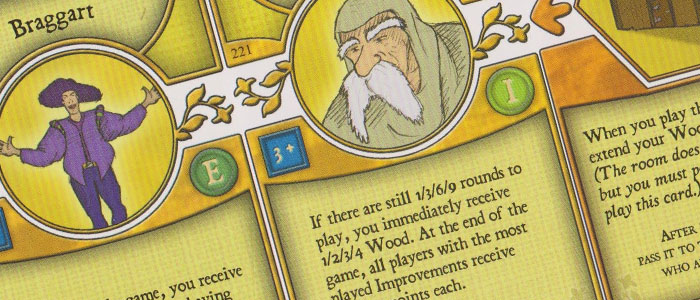 Braggart
221
E
3+
I
If there are still 1/3/6/9 rounds to
play, you immediately receive
1/2/3/4 Wood. At the end of the
game, all players with the most
played Improvements receive
each.
game, you receive
When you play
extend your
(The room does
but you must
play this card.
AFTER
PASS IT TO
WHO